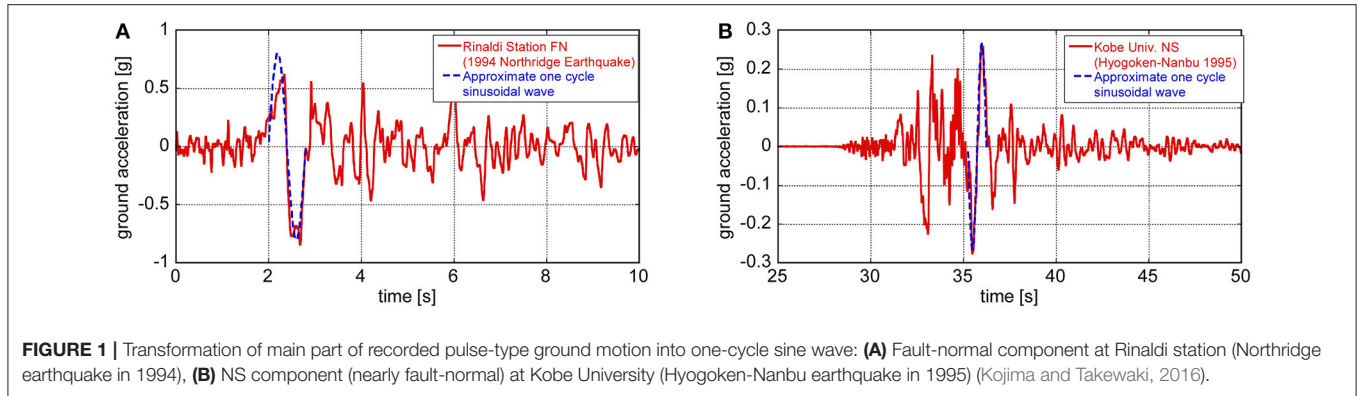 A
1
0.5
0
-0.5
-1
ground acceleration [g]
0
2
4
6
8
10
time [s]
Rinaldi Station FN
(1994 Northridge Earthquake)
Approximate one cycle
sinusoidal wave
B
0.3
0.2
0.1
0
-0.1
-0.2
-0.3
ground acceleration [g]
25
30
35
40
45
50
time [s]
Kobe Univ. NS
(Hyogoken-Nanbu 1995)
Approximate one cycle
sinusoidal wave
FIGURE 1 | Transformation of main part of recorded pulse-type ground motion into one-cycle sine wave: (A) Fault-normal component at Rinaldi station (Northridge
earthquake in 1994), (B) NS component (nearly fault-normal) at Kobe University (Hyogoken-Nanbu earthquake in 1995) (Kojima and Takewaki, 2016).